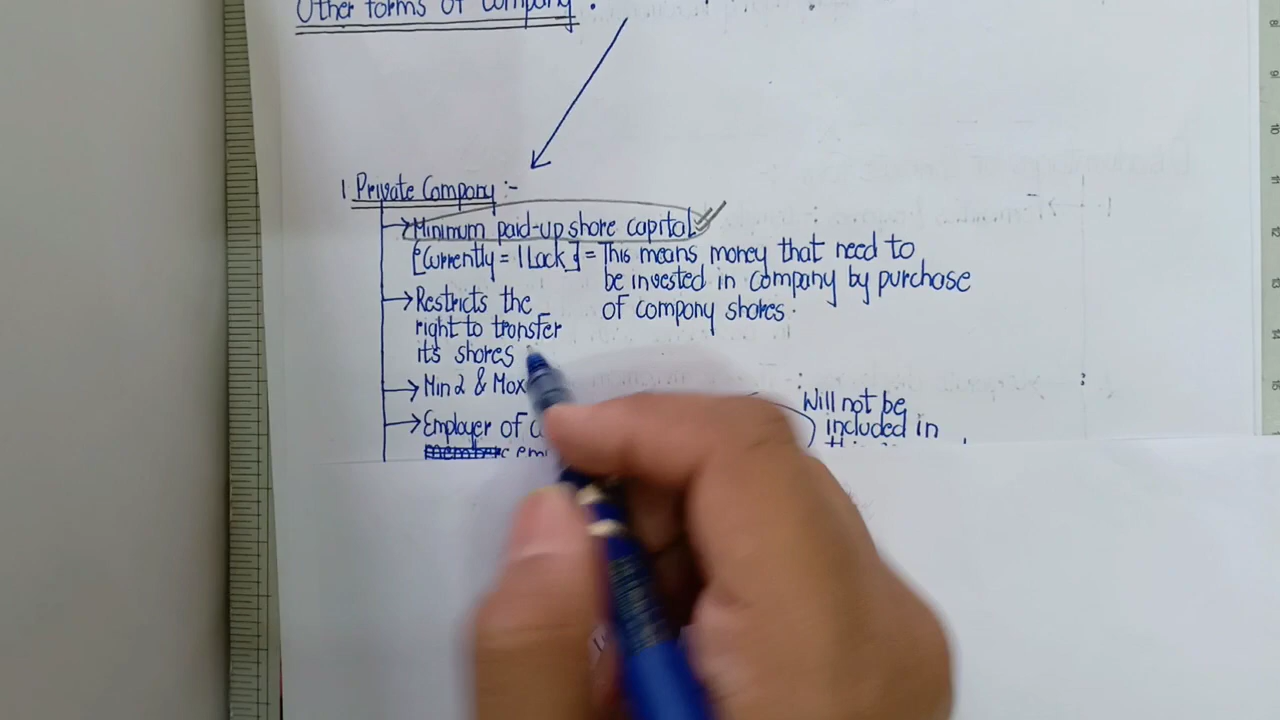 Other forms of Company :
1 Private Company :-
→ Minimum paid-up share capital
[Currently = 1 Lack] = This means, money that need to
be invested in company by purchase
of company shares.
→ Restricts the
right to transfer
it's shares
→ Min 2 & Max
→ Employer of
Will not be
included in